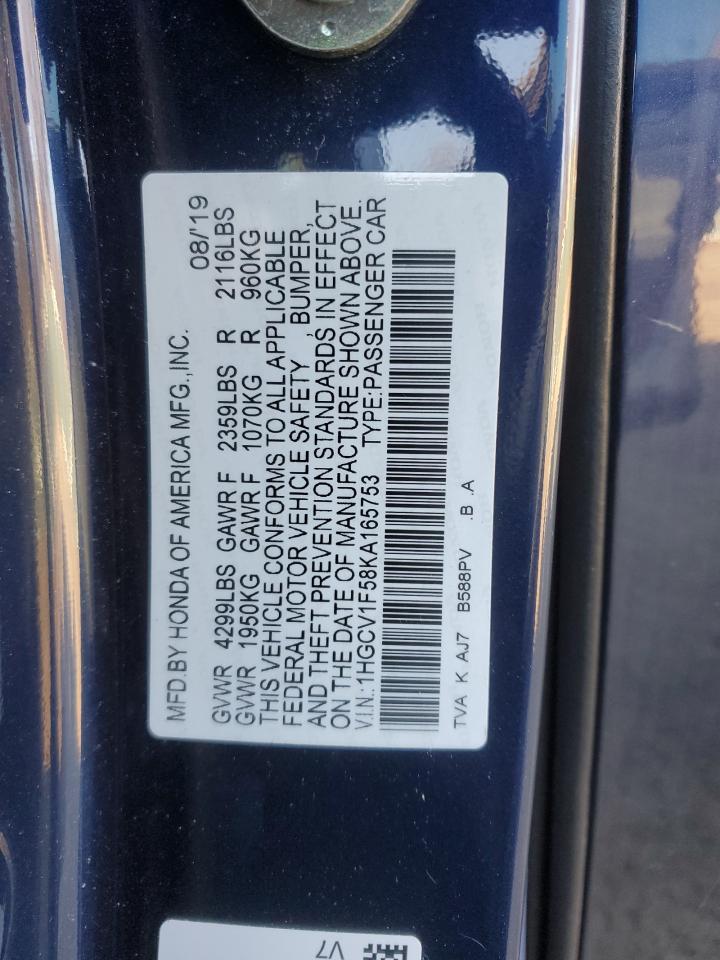 MFD.BY HONDA OF AMERICA MFG.,INC. 08/'19
GVWR 4299LBS GAWR F 2359LBS R 2116LBS
GVWR 1950KG GAWR F 1070KG R 960KG
THIS VEHICLE CONFORMS TO ALL APPLICABLE
FEDERAL MOTOR VEHICLE SAFETY , BUMPER,
AND THEFT PREVENTION STANDARDS IN EFFECT
ON THE DATE OF MANUFACTURE SHOWN ABOVE.
V.I.N.:1HGCV1F58KA165753 TYPE:PASSENGER CAR
TVA K AJ7 B588PV .B .A
V7